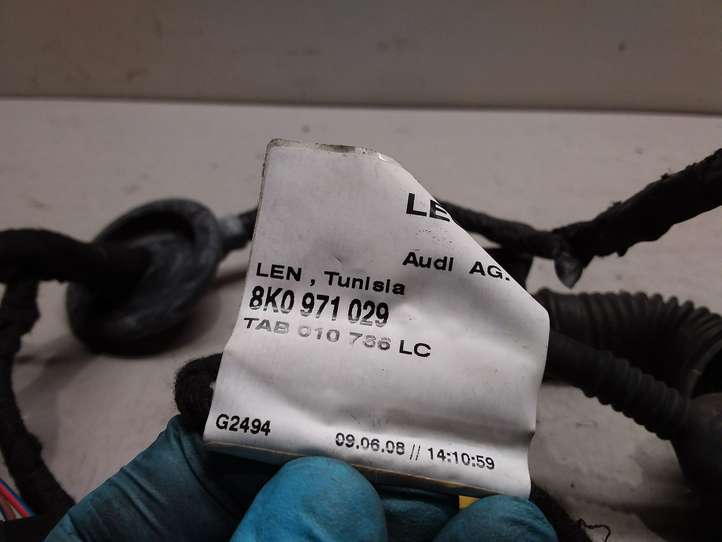 LE
Audi AG.
LEN , Tunisia
8K0 971 029
TAB 010 736 LC
G2494
09.06.08 // 14:10:59